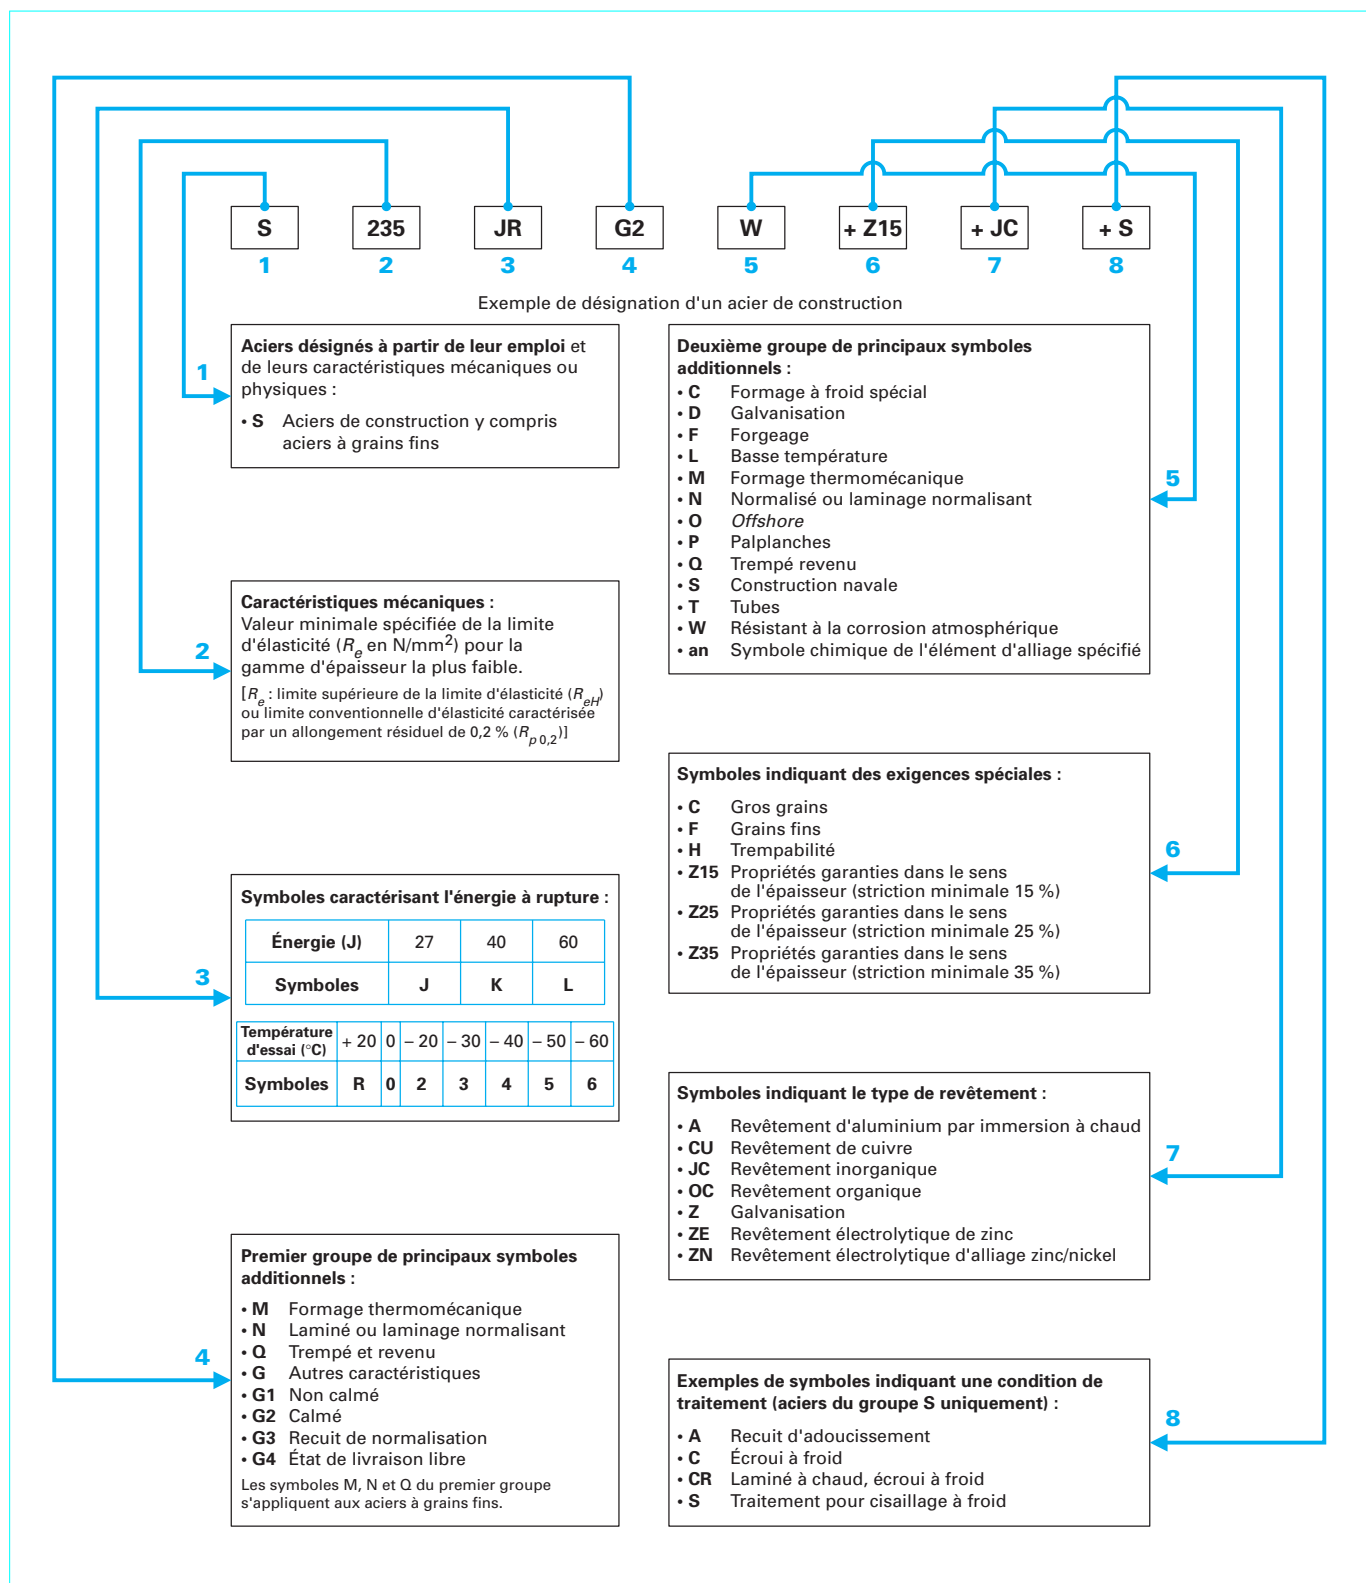 S 235 JR G2 W + Z15 + JC + S
1 2 3 4 5 6 7 8
Exemple de désignation d'un acier de construction
1
Aciers désignés à partir de leur emploi et
de leurs caractéristiques mécaniques ou
physiques :
• S Aciers de construction y compris
aciers à grains fins
2
Caractéristiques mécaniques :
Valeur minimale spécifiée de la limite
d'élasticité (Re en N/mm2) pour la
gamme d'épaisseur la plus faible.
[Re : limite supérieure de la limite d'élasticité (ReH)
ou limite conventionnelle d'élasticité caractérisée
par un allongement résiduel de 0,2 % (Rp 0,2)]
3
Symboles caractérisant l'énergie à rupture :
Énergie (J) 27 40 60
Symboles J K L
Température
d'essai (°C) + 20 0 – 20 – 30 – 40 – 50 – 60
Symboles R 0 2 3 4 5 6
4
Premier groupe de principaux symboles
additionnels :
• M Formage thermomécanique
• N Laminé ou laminage normalisant
• Q Trempé et revenu
• G Autres caractéristiques
• G1 Non calmé
• G2 Calmé
• G3 Recuit de normalisation
• G4 État de livraison libre
Les symboles M, N et Q du premier groupe
s'appliquent aux aciers à grains fins.
5
Deuxième groupe de principaux symboles
additionnels :
• C Formage à froid spécial
• D Galvanisation
• F Forgeage
• L Basse température
• M Formage thermomécanique
• N Normalisé ou laminage normalisant
• O Offshore
• P Palplanches
• Q Trempé revenu
• S Construction navale
• T Tubes
• W Résistant à la corrosion atmosphérique
• an Symbole chimique de l'élément d'alliage spécifié
6
Symboles indiquant des exigences spéciales :
• C Gros grains
• F Grains fins
• H Trempabilité
• Z15 Propriétés garanties dans le sens
de l'épaisseur (striction minimale 15 %)
• Z25 Propriétés garanties dans le sens
de l'épaisseur (striction minimale 25 %)
• Z35 Propriétés garanties dans le sens
de l'épaisseur (striction minimale 35 %)
7
Symboles indiquant le type de revêtement :
• A Revêtement d'aluminium par immersion à chaud
• CU Revêtement de cuivre
• JC Revêtement inorganique
• OC Revêtement organique
• Z Galvanisation
• ZE Revêtement électrolytique de zinc
• ZN Revêtement électrolytique d'alliage zinc/nickel
8
Exemples de symboles indiquant une condition de
traitement (aciers du groupe S uniquement) :
• A Recuit d'adoucissement
• C Écroui à froid
• CR Laminé à chaud, écroui à froid
• S Traitement pour cisaillage à froid